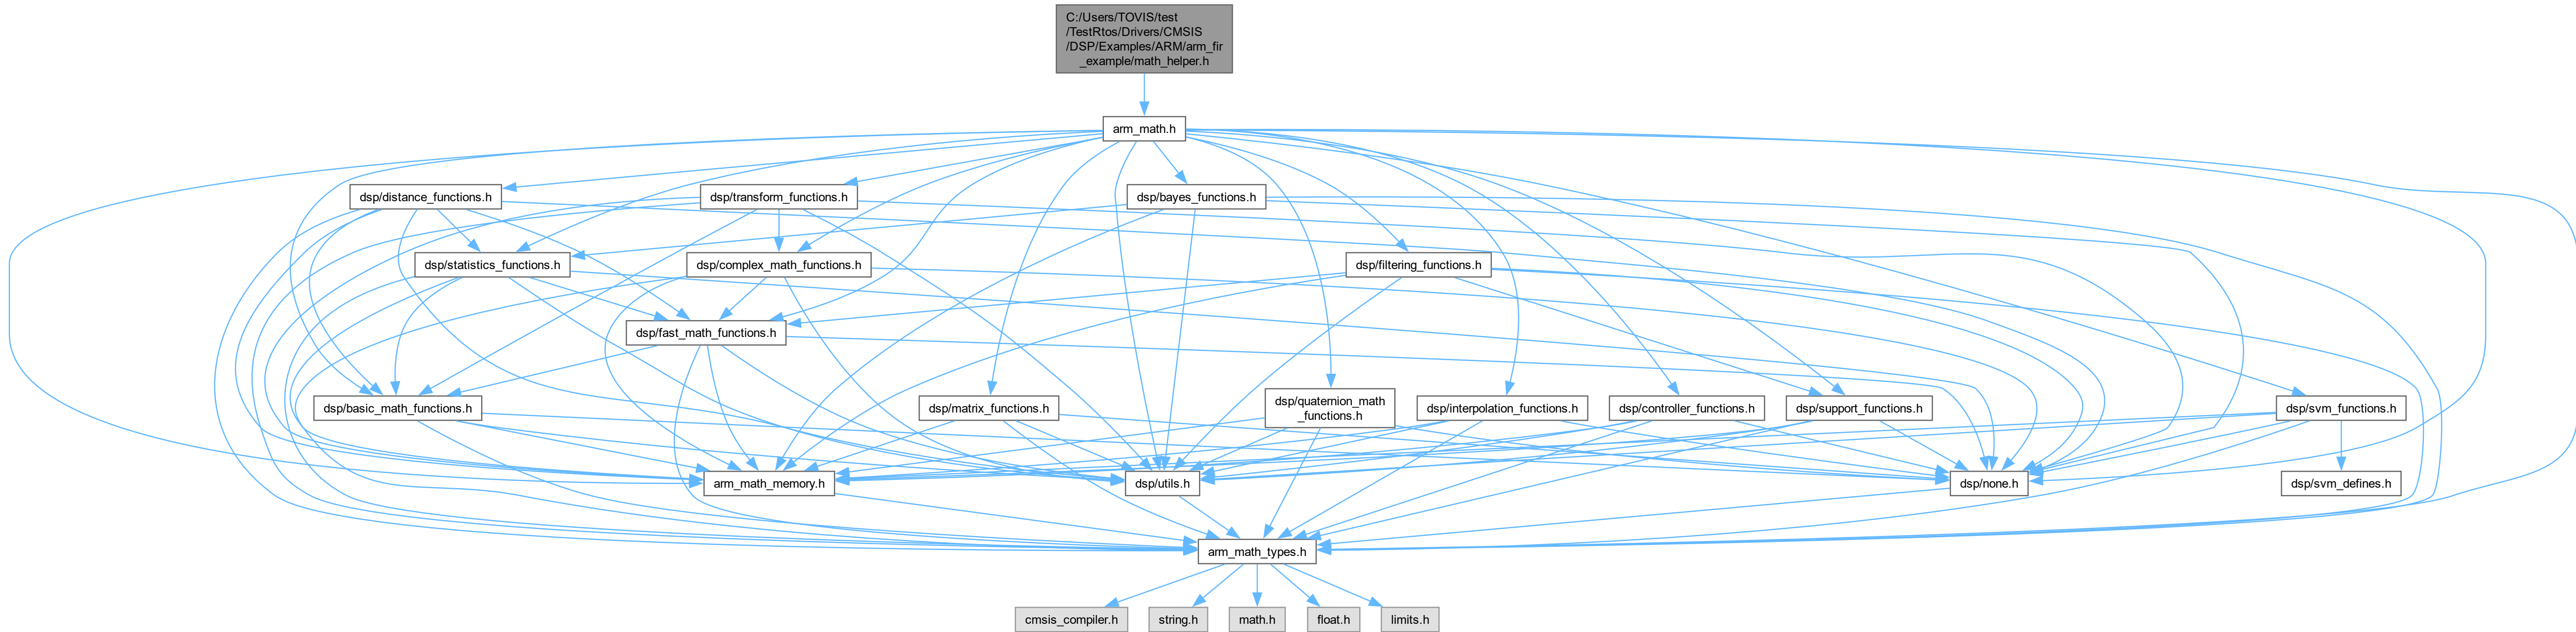 C:/Users/TOVIS/test
/TestRtos/Drivers/CMSIS
/DSP/Examples/ARM/arm_fir
_example/math_helper.h
arm_math.h
dsp/distance_functions.h
dsp/transform_functions.h
dsp/bayes_functions.h
dsp/statistics_functions.h
dsp/complex_math_functions.h
dsp/filtering_functions.h
dsp/fast_math_functions.h
dsp/basic_math_functions.h
dsp/matrix_functions.h
dsp/quaternion_math
_functions.h
dsp/interpolation_functions.h
dsp/controller_functions.h
dsp/support_functions.h
dsp/svm_functions.h
arm_math_memory.h
dsp/utils.h
dsp/none.h
dsp/svm_defines.h
arm_math_types.h
cmsis_compiler.h
string.h
math.h
float.h
limits.h